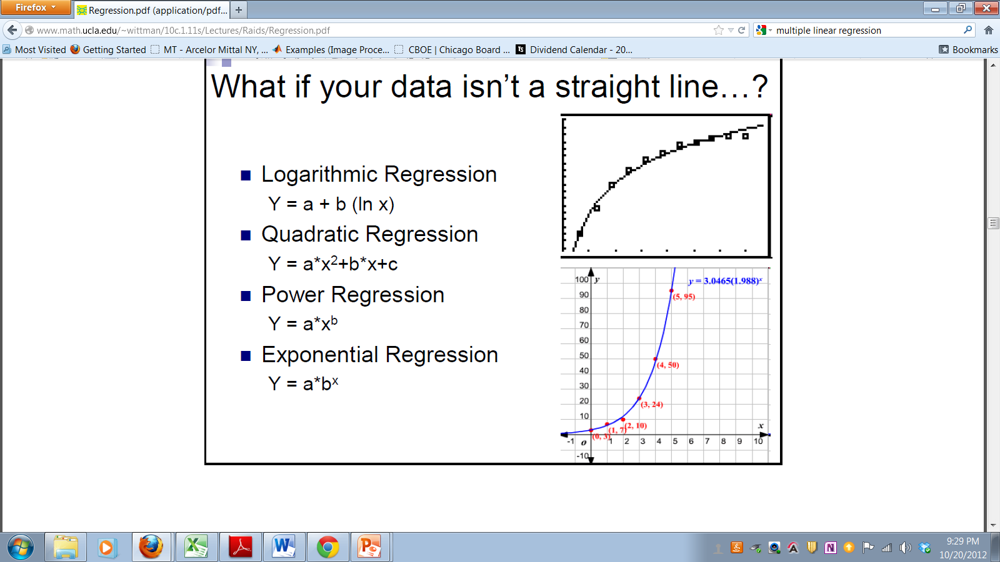 Firefox
Regression.pdf (application/pdf...
www.math.ucla.edu/~wittman/10c.1.11s/Lectures/Raids/Regression.pdf
multiple linear regression
Most Visited
Getting Started
MT - Arcelor Mittal NY, ...
Examples (Image Proce...
CBOE | Chicago Board ...
TS
Dividend Calendar - 20...
Bookmarks
What if your data isn't a straight line…?
Logarithmic Regression
Y = a + b (ln x)
Quadratic Regression
Y = a*x²+b*x+c
Power Regression
Y = a*xᵇ
Exponential Regression
Y = a*bˣ
y = 3.0465(1.988)ˣ
100 y
90
80
70
60
50
40
30
20
10
-10
(5, 95)
(4, 50)
(3, 24)
(2, 10)
(1, 7)
(0, 3)
x
-1 o 1 2 3 4 5 6 7 8 9 10
9:29 PM
10/20/2012